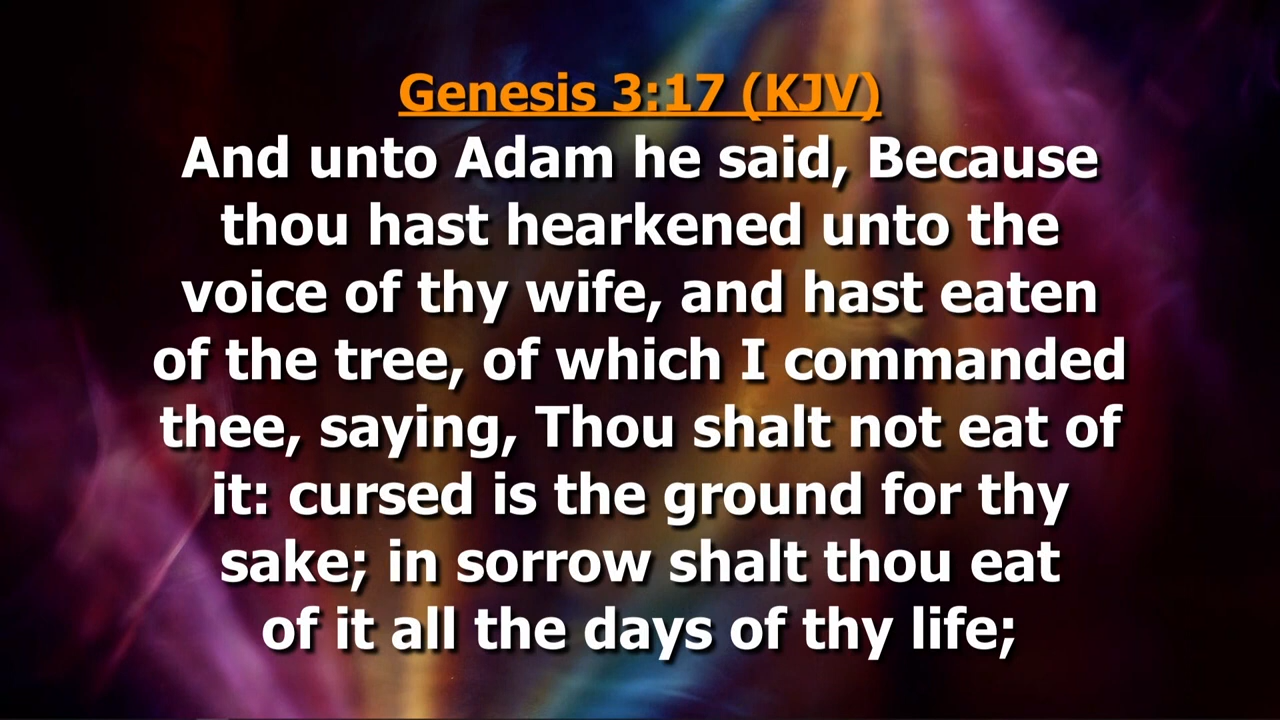 Genesis 3:17 (KJV)
And unto Adam he said, Because
thou hast hearkened unto the
voice of thy wife, and hast eaten
of the tree, of which I commanded
thee, saying, Thou shalt not eat of
it: cursed is the ground for thy
sake; in sorrow shalt thou eat
of it all the days of thy life;